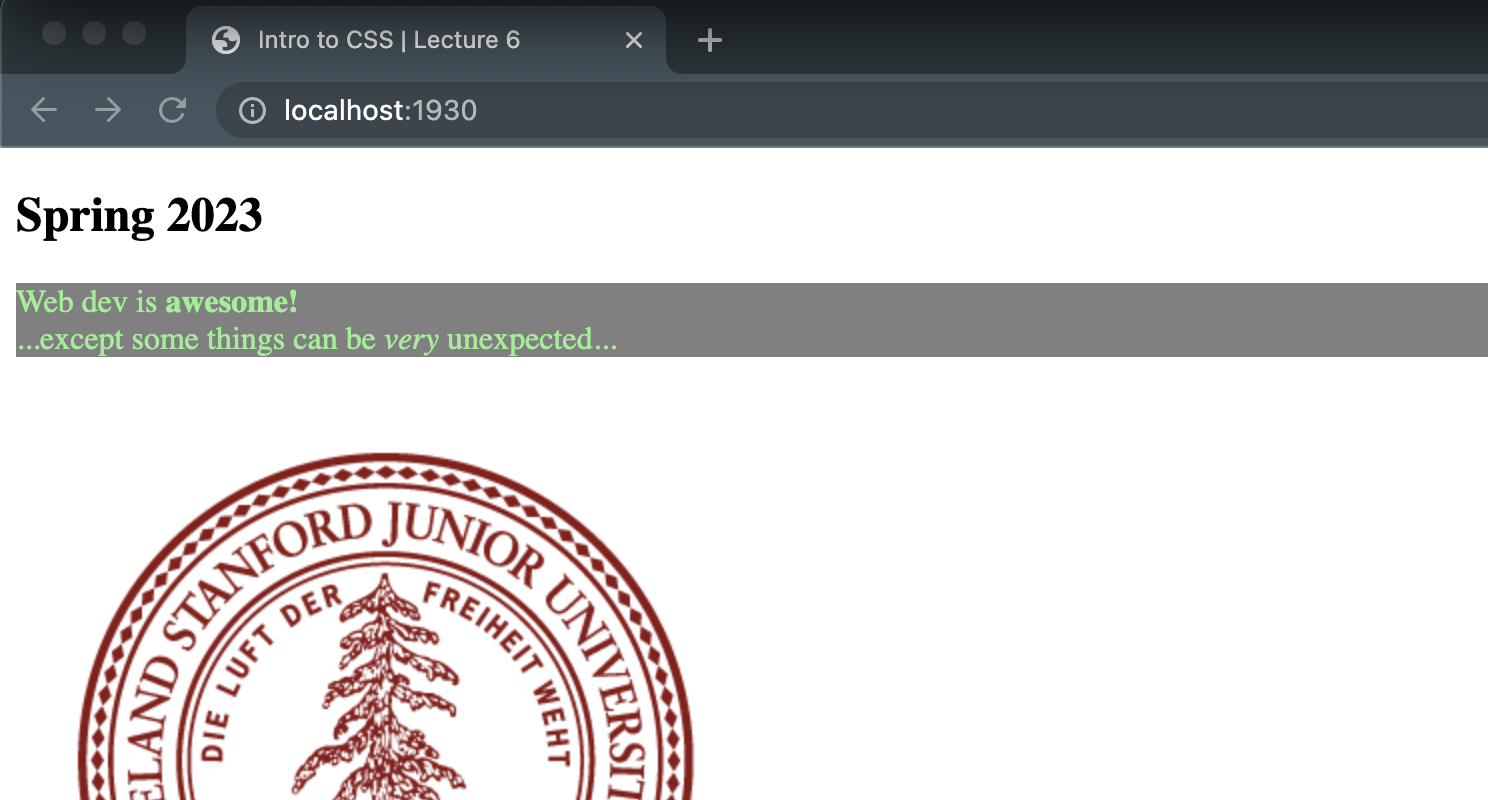 Intro to CSS | Lecture 6
localhost:1930
Spring 2023
Web dev is awesome!
...except some things can be very unexpected...
ELAND STANFORD JUNIOR UNIVERSIT
DIE LUFT DER FREIHEIT WEHT